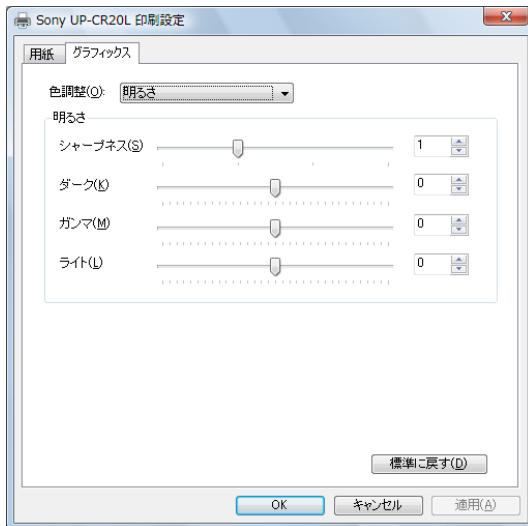 Sony UP-CR20L 印刷設定
用紙 グラフィックス
色調整(O): 明るさ
明るさ
シャープネス(S) 1
ダーク(K) 0
ガンマ(M) 0
ライト(L) 0
標準に戻す(D)
OK キャンセル 適用(A)